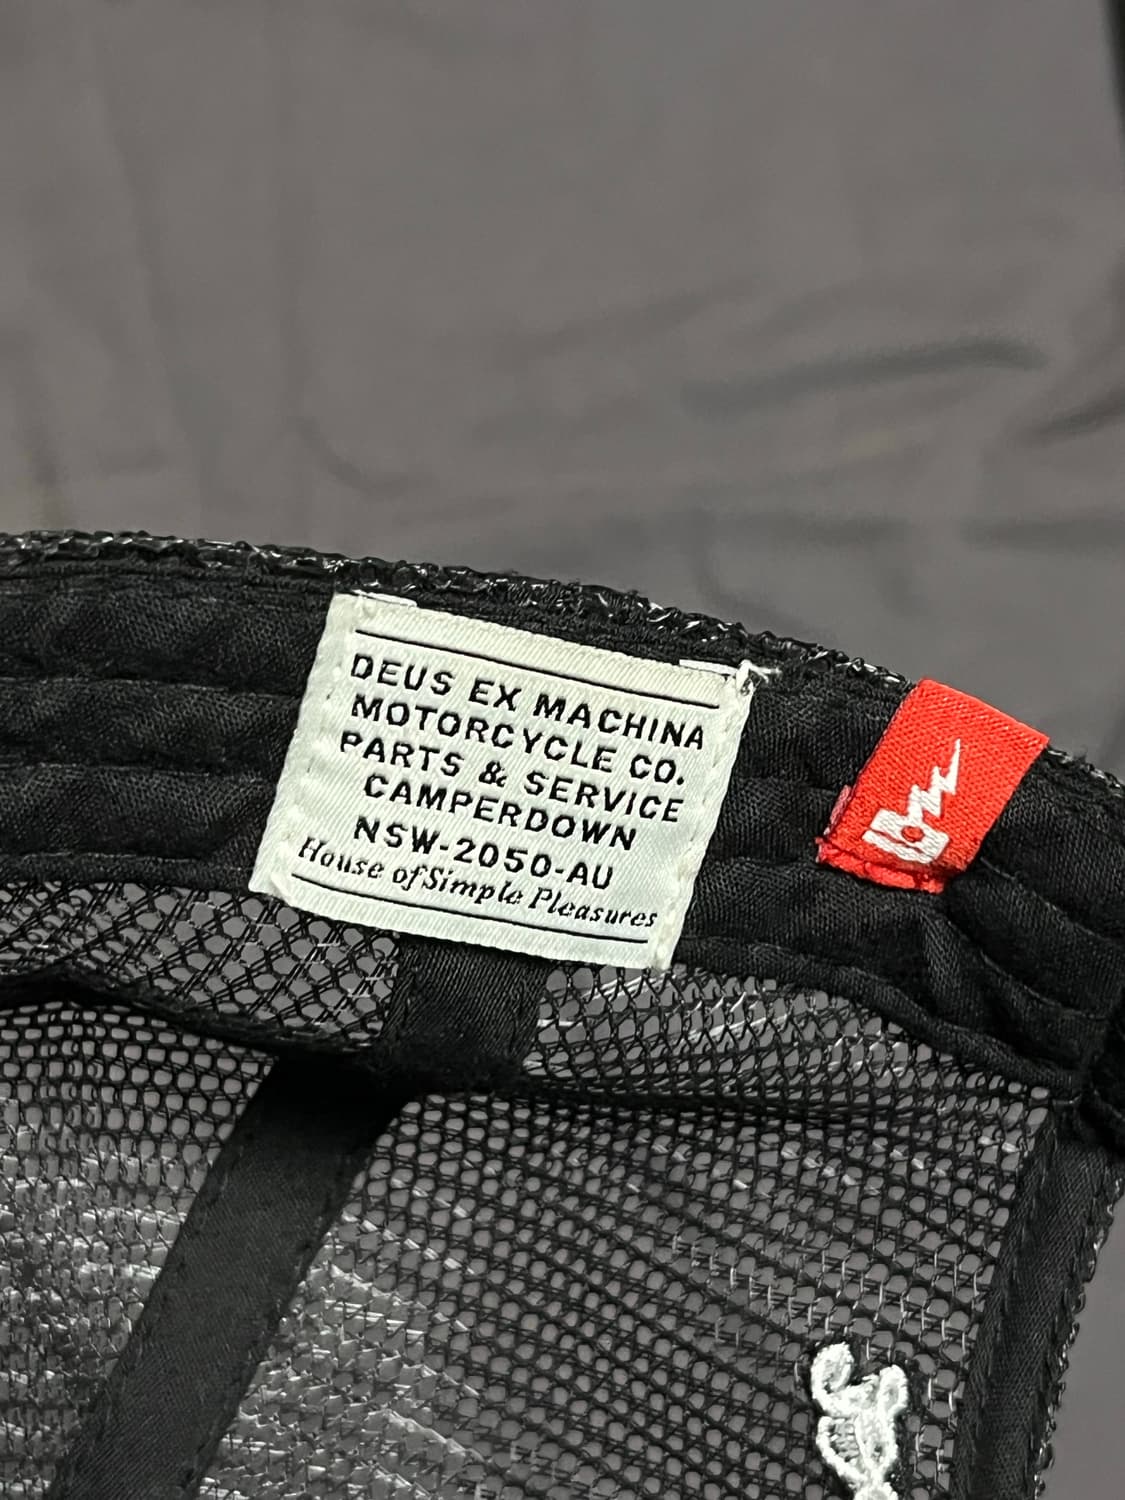 DEUS EX MACHINA
MOTORCYCLE CO.
PARTS & SERVICE
CAMPERDOWN
NSW-2050-AU
House of Simple Pleasures